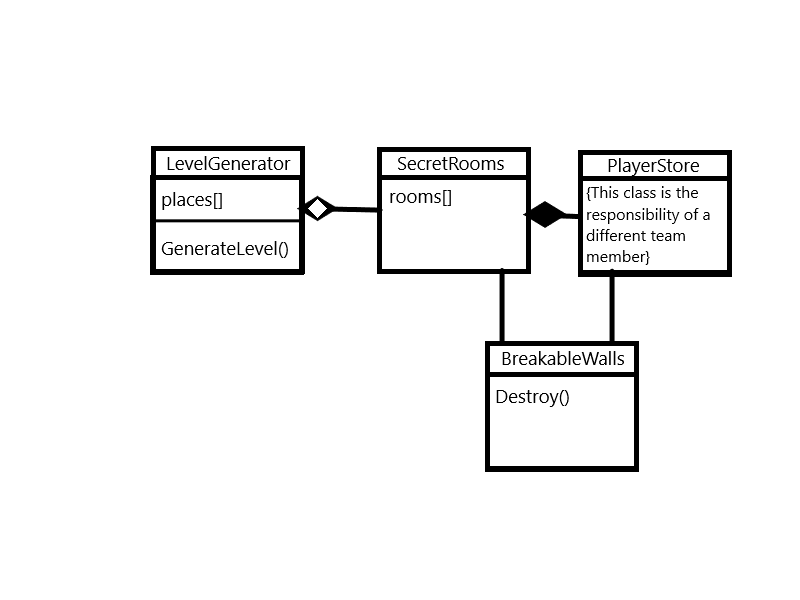 LevelGenerator
places[]
GenerateLevel()
SecretRooms
rooms[]
PlayerStore
{This class is the
responsibility of a
different team
member}
BreakableWalls
Destroy()